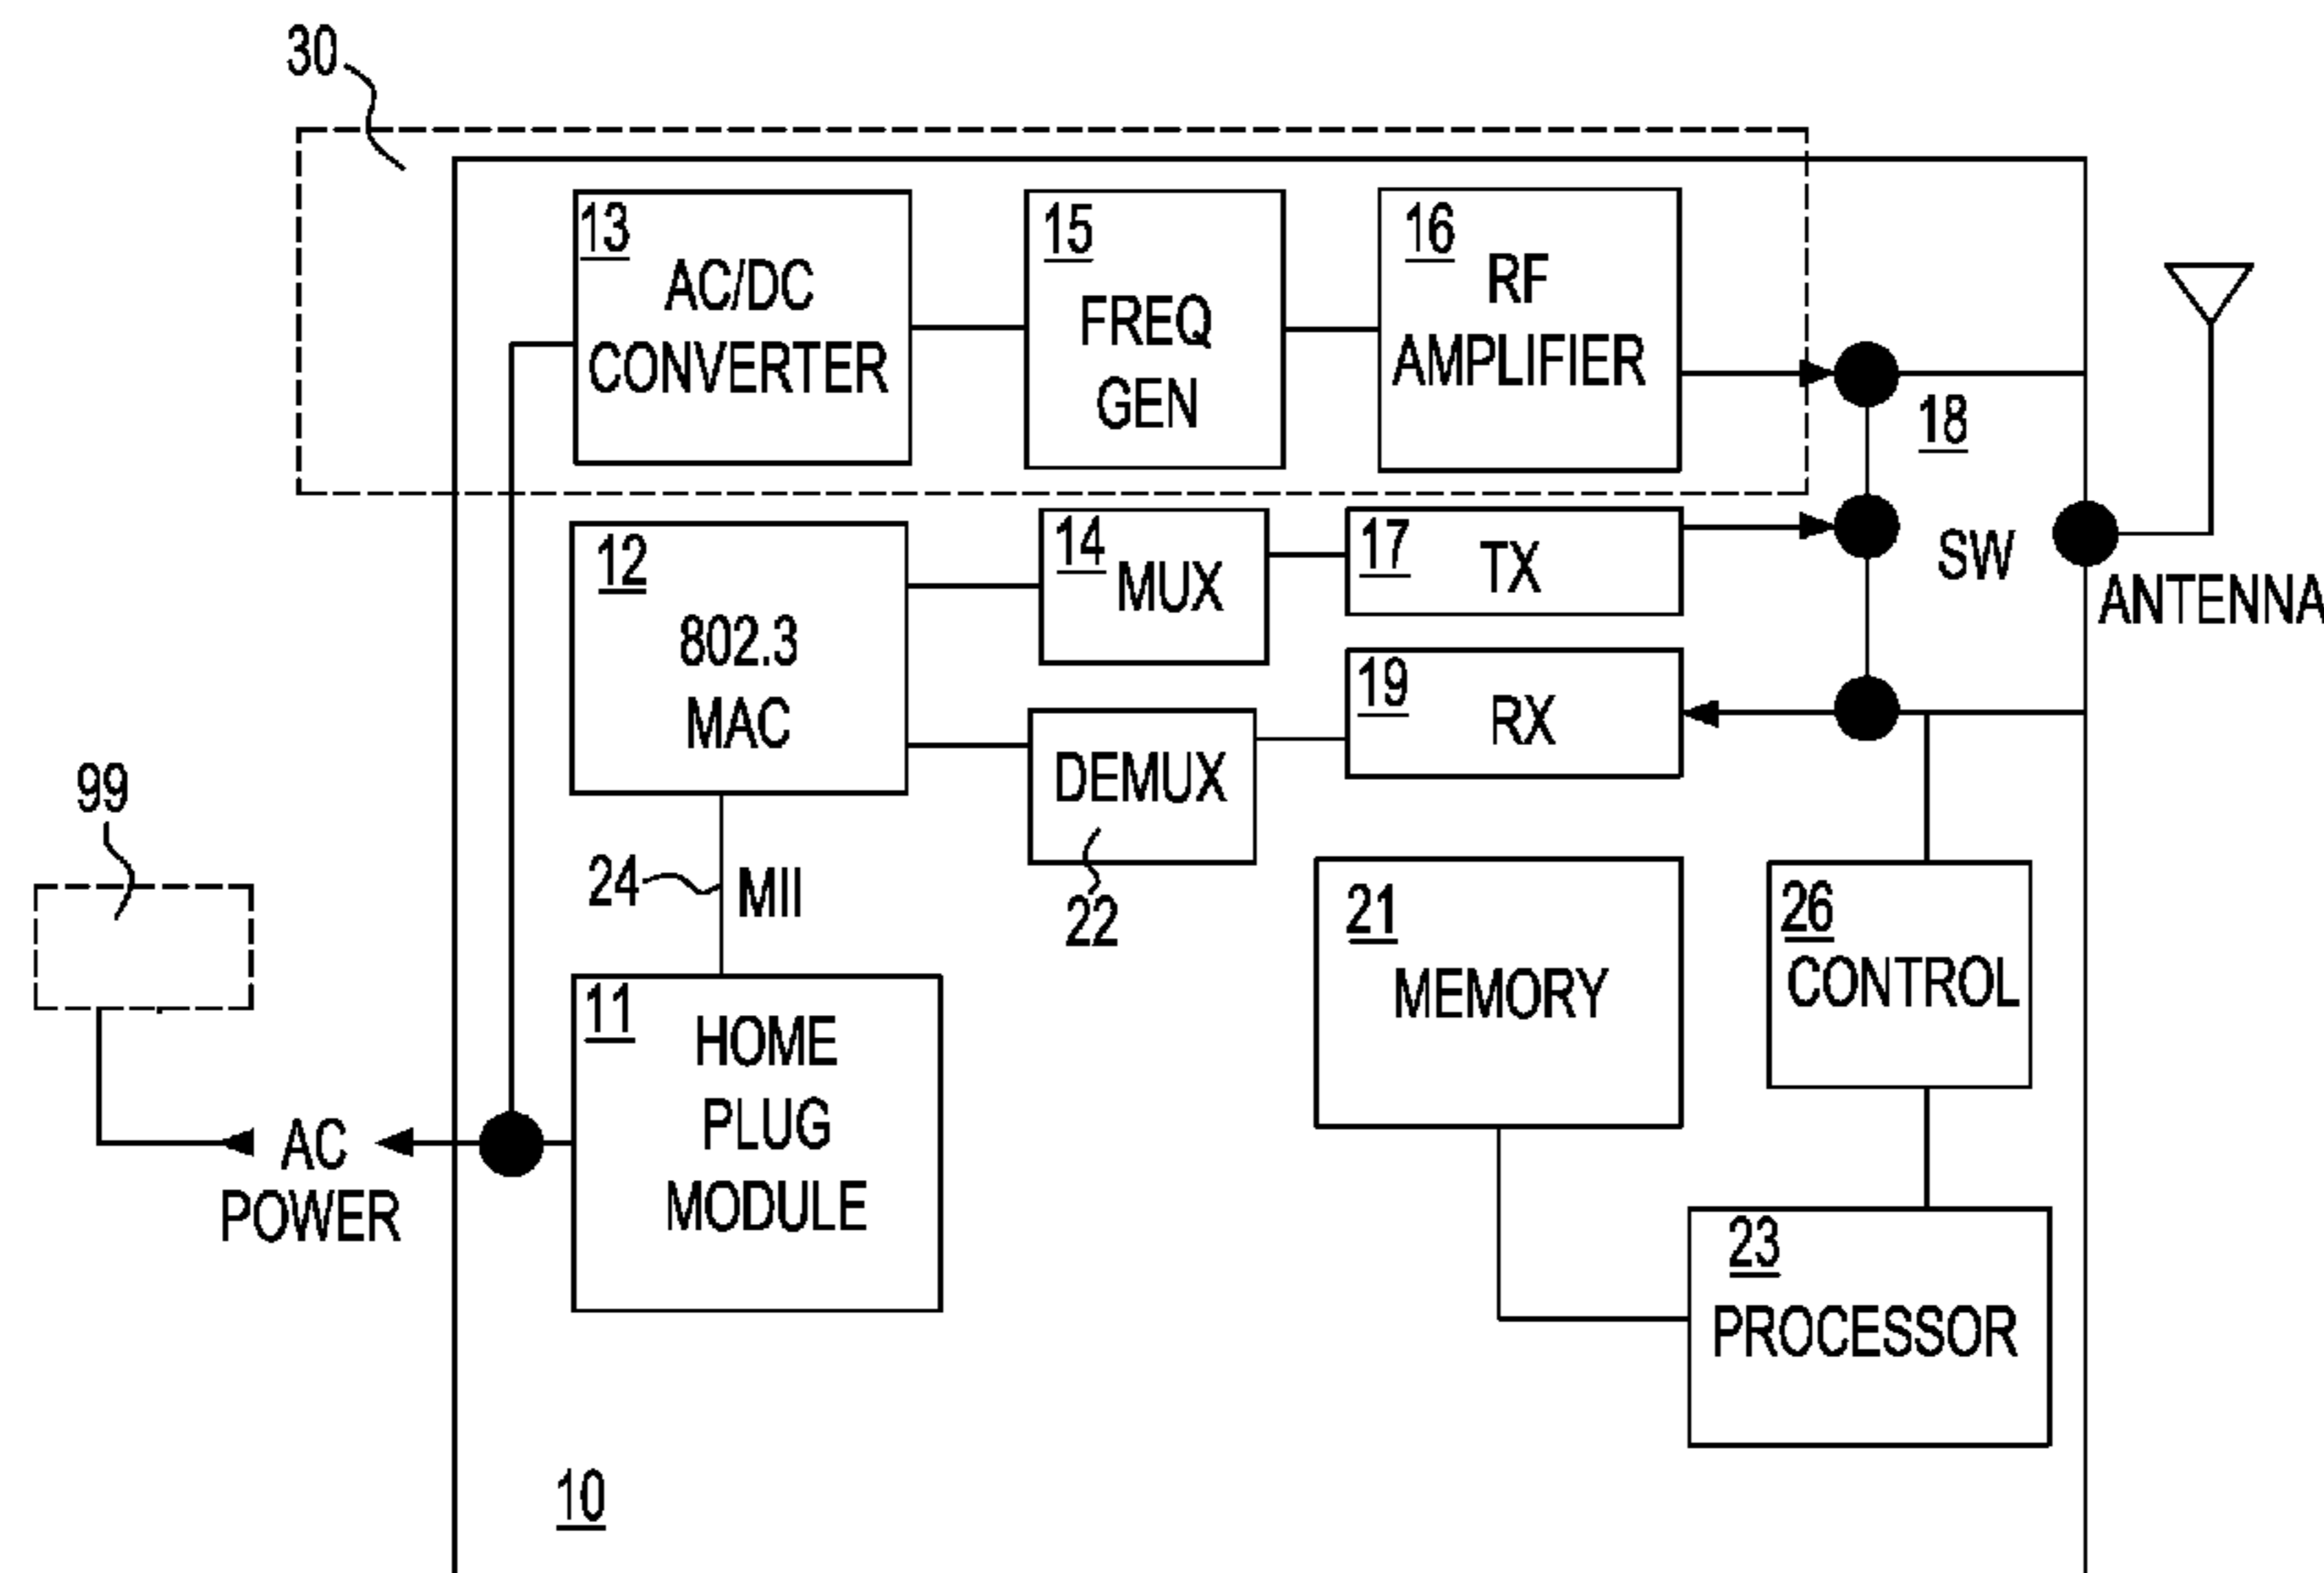 30
13
AC/DC
CONVERTER
15
FREQ
GEN
16
RF
AMPLIFIER
18
SW
ANTENNA
12
802.3
MAC
14
MUX
17
TX
19
RX
DEMUX
22
99
24
MII
21
MEMORY
26
CONTROL
11
HOME
PLUG
MODULE
AC
POWER
23
PROCESSOR
10